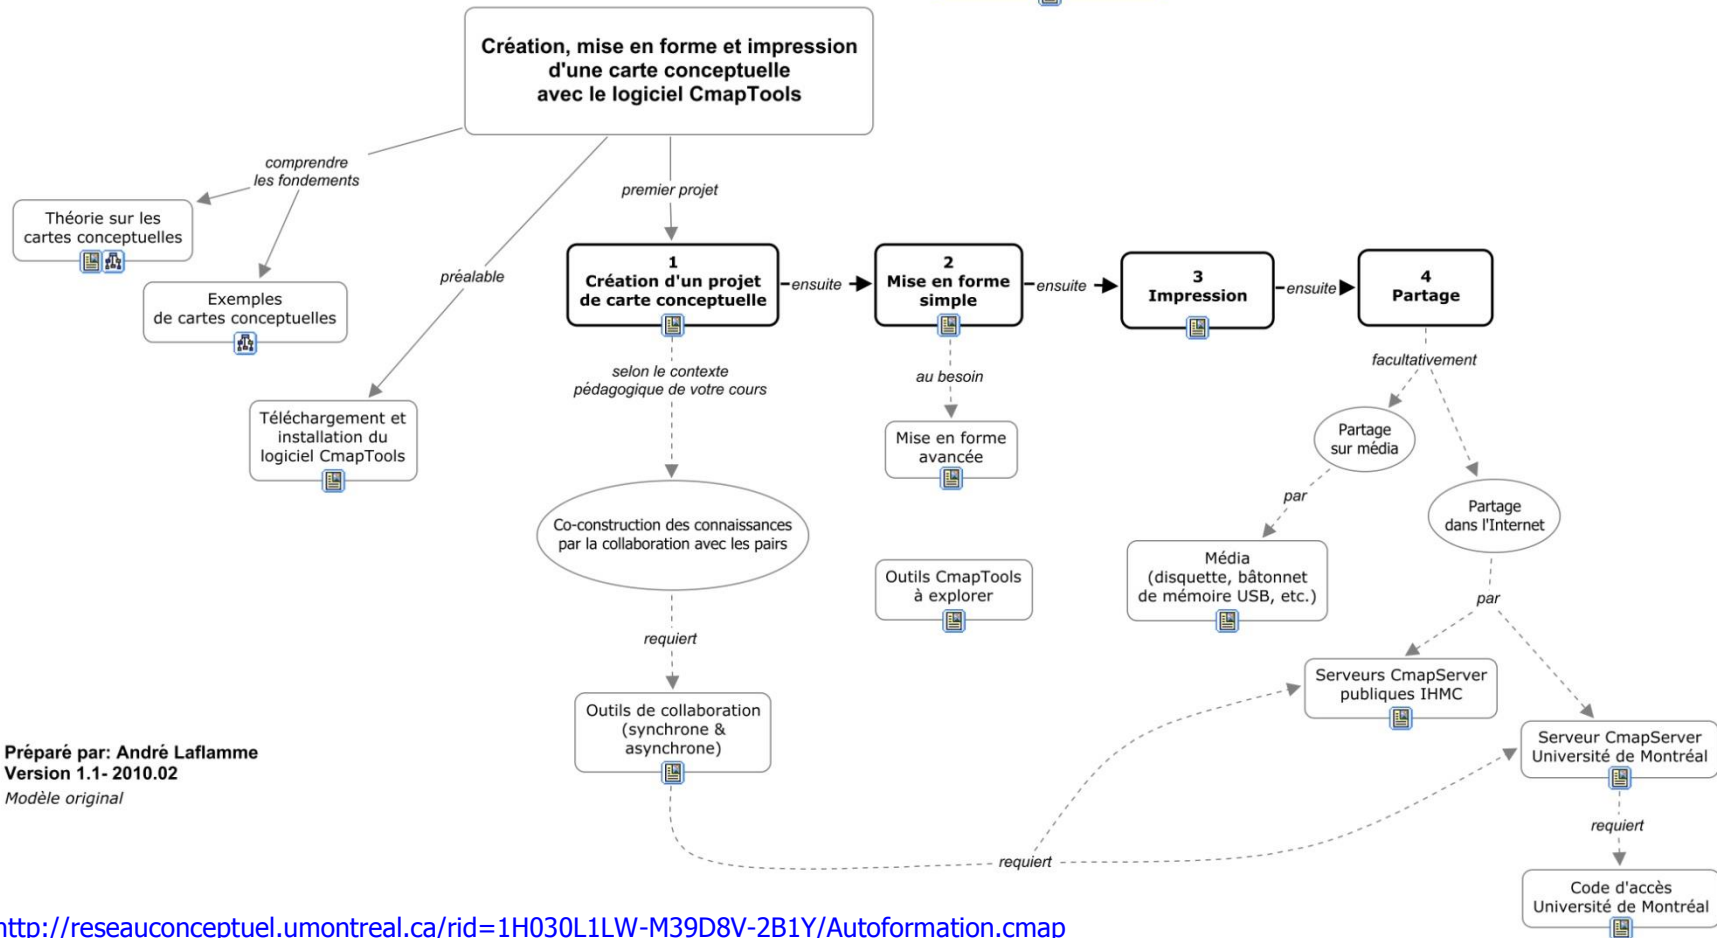 Création, mise en forme et impression
d'une carte conceptuelle
avec le logiciel CmapTools
comprendre
les fondements
premier projet
préalable
Théorie sur les
cartes conceptuelles
Exemples
de cartes conceptuelles
Téléchargement et
installation du
logiciel CmapTools
1
Création d'un projet
de carte conceptuelle
ensuite
2
Mise en forme
simple
ensuite
3
Impression
ensuite
4
Partage
selon le contexte
pédagogique de votre cours
au besoin
facultativement
Mise en forme
avancée
Partage
sur média
Partage
dans l'Internet
Co-construction des connaissances
par la collaboration avec les pairs
par
Outils CmapTools
à explorer
Média
(disquette, bâtonnet
de mémoire USB, etc.)
par
requiert
Serveurs CmapServer
publiques IHMC
Outils de collaboration
(synchrone &
asynchrone)
Serveur CmapServer
Université de Montréal
requiert
requiert
Code d'accès
Université de Montréal
Préparé par: André Laflamme
Version 1.1- 2010.02
Modèle original
http://reseauconceptuel.umontreal.ca/rid=1H030L1LW-M39D8V-2B1Y/Autoformation.cmap